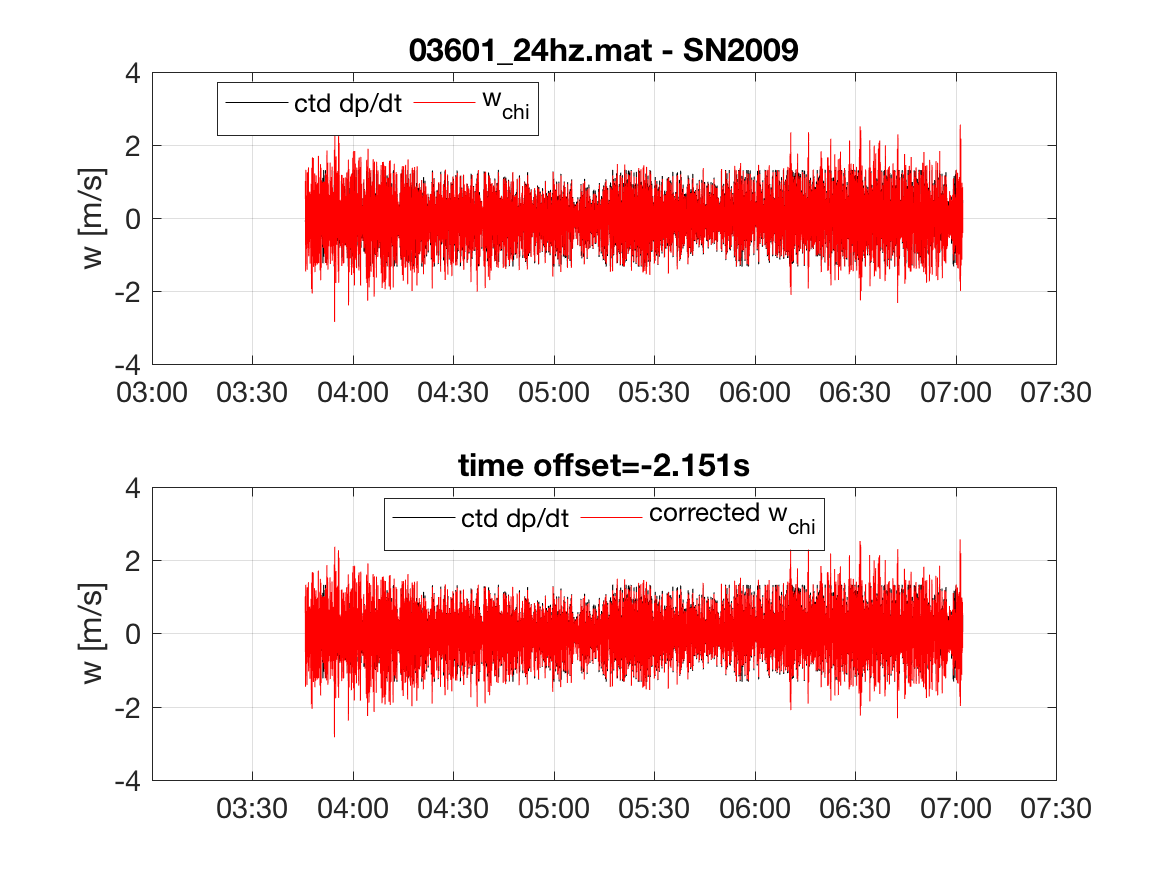 03601_24hz.mat - SN2009
4
ctd dp/dt w_chi
2
w [m/s]
0
-2
-4
03:00 03:30 04:00 04:30 05:00 05:30 06:00 06:30 07:00 07:30
time offset=-2.151s
4
ctd dp/dt corrected w_chi
2
w [m/s]
0
-2
-4
03:30 04:00 04:30 05:00 05:30 06:00 06:30 07:00 07:30